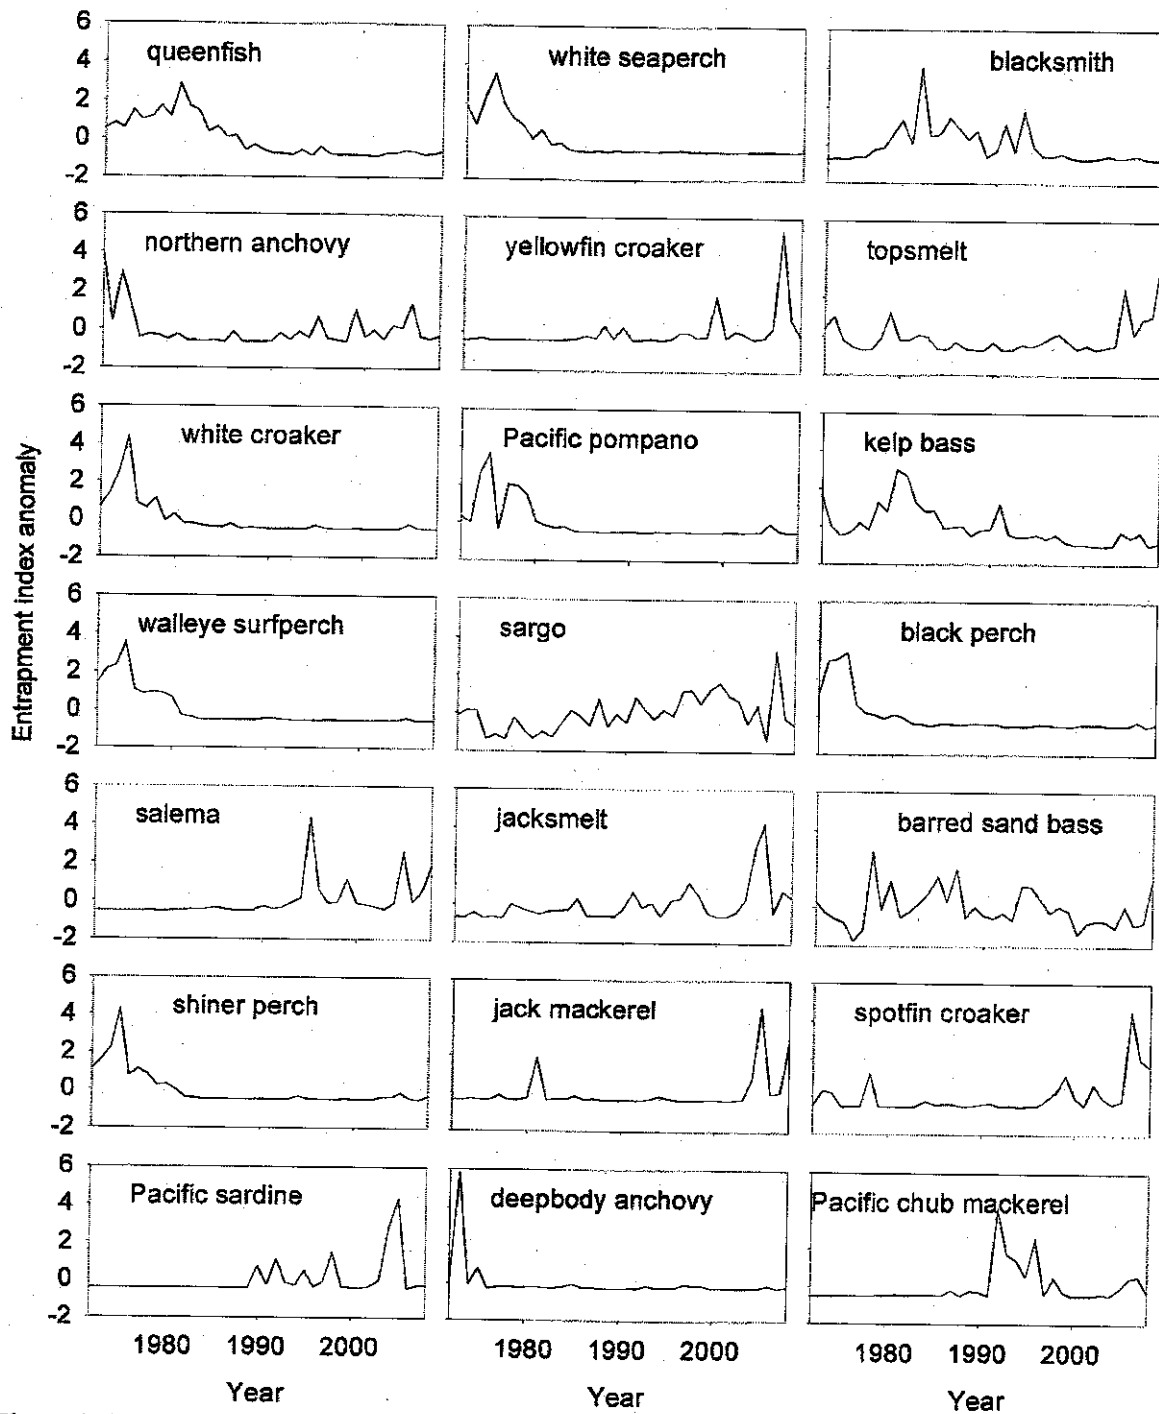 6
4
2
0
-2
queenfish
white seaperch
blacksmith
6
4
2
0
-2
northern anchovy
yellowfin croaker
topsmelt
6
4
2
0
-2
white croaker
Pacific pompano
kelp bass
Entrapment index anomaly
6
4
2
0
-2
walleye surfperch
sargo
black perch
6
4
2
0
-2
salema
jacksmelt
barred sand bass
6
4
2
0
-2
shiner perch
jack mackerel
spotfin croaker
6
4
2
0
-2
Pacific sardine
deepbody anchovy
Pacific chub mackerel
1980 1990 2000
1980 1990 2000
1980 1990 2000
Year
Year
Year